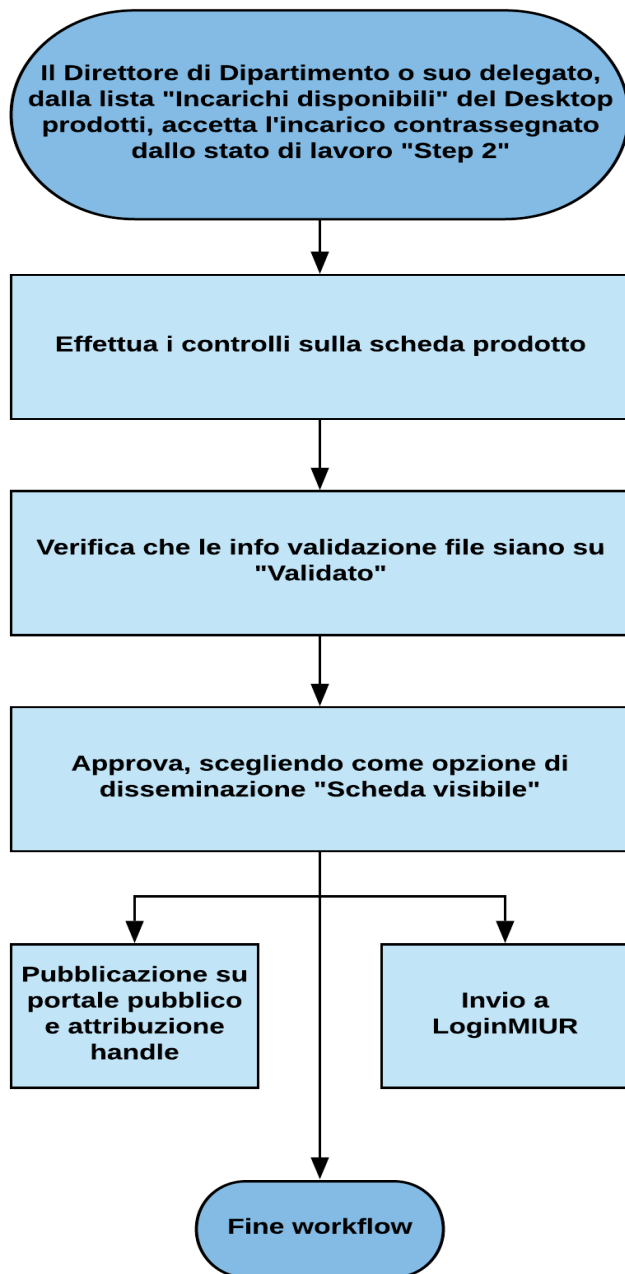 Il Direttore di Dipartimento o suo delegato,
dalla lista "Incarichi disponibili" del Desktop
prodotti, accetta l'incarico contrassegnato
dallo stato di lavoro "Step 2"
Effettua i controlli sulla scheda prodotto
Verifica che le info validazione file siano su
"Validato"
Approva, scegliendo come opzione di
disseminazione "Scheda visibile"
Pubblicazione su
portale pubblico
e attribuzione
handle
Invio a
LoginMIUR
Fine workflow